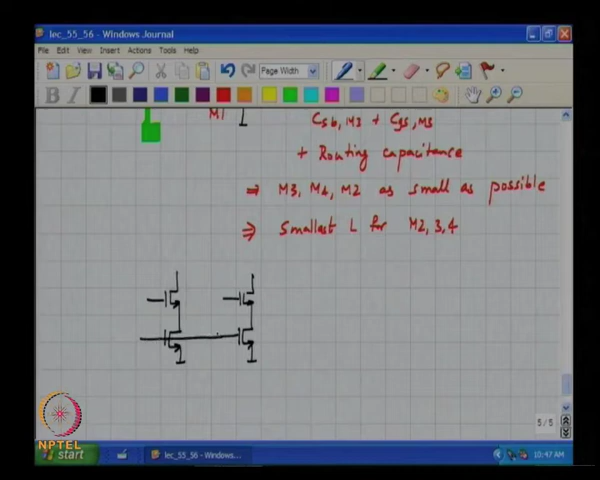 lec_55_56 - Windows Journal
File Edit View Insert Actions Tools Help
Page Width
B I
M1
Csb, M3 + Cgs, M3
+ Routing capacitance
⇒ M3, M4, M2 as small as possible
⇒ Smallest L for M2, 3, 4
5/5
NPTEL
start
lec_55_56 - Windows...
10:47 AM